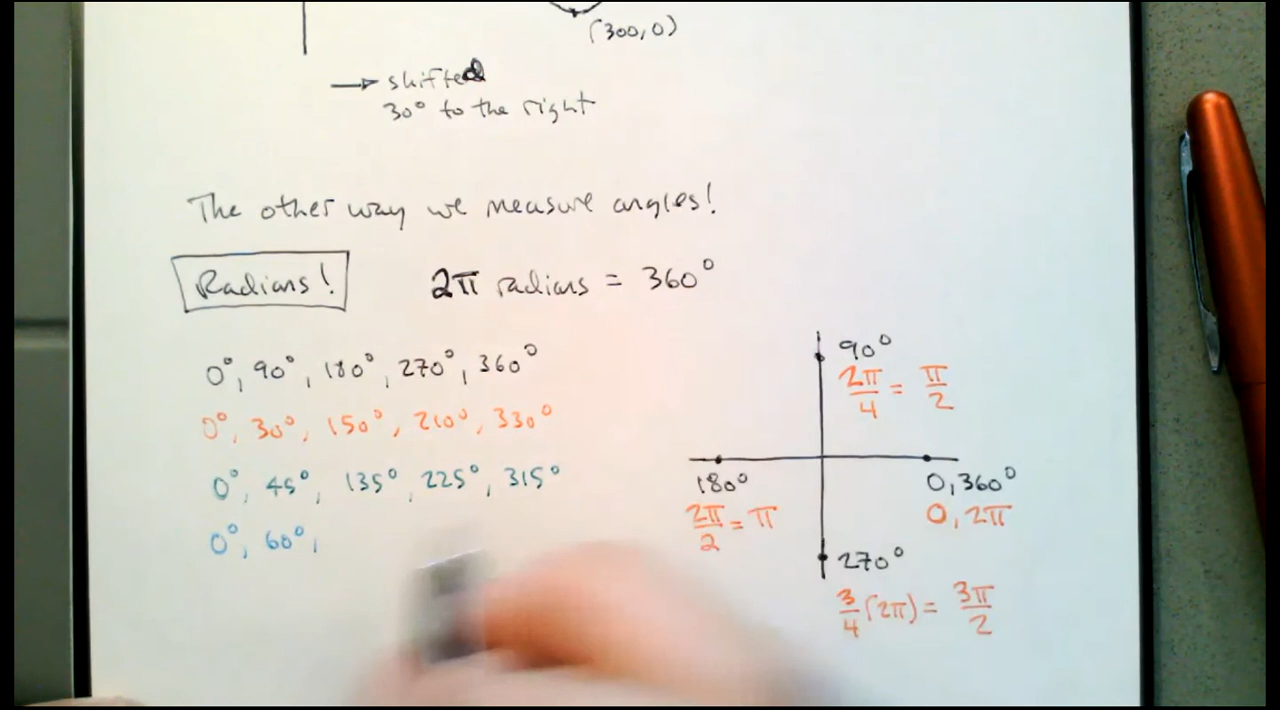 (300,0)
→ shifted
30° to the right
The other way we measure angles!
Radians!
2π radians = 360°
0°, 90°, 180°, 270°, 360°
0°, 30°, 150°, 210°, 330°
0°, 45°, 135°, 225°, 315°
0°, 60°,
90°
2π/4 = π/2
180°
2π/2 = π
0, 360°
0, 2π
270°
3/4 (2π) = 3π/2